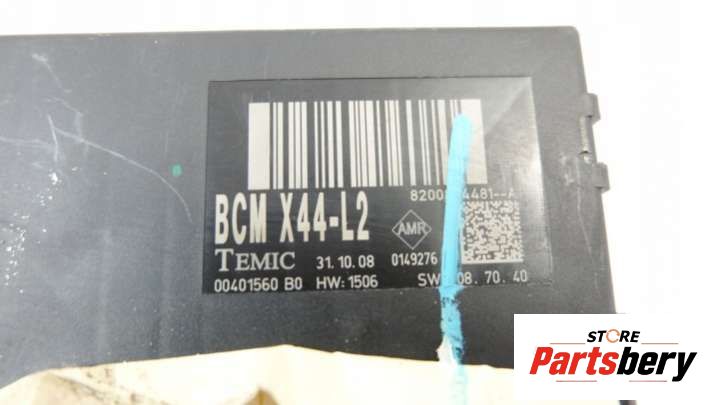 4481--A
BCM X44-L2
AMR
TEMIC 31.10.08 0149276
00401560 B0 HW:1506 SW 08.70.40
STORE
Partsbery